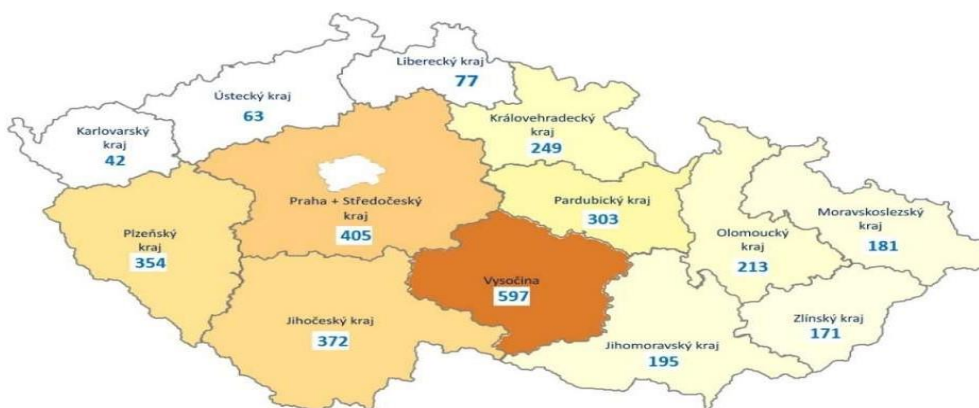 Liberecký kraj
77
Ústecký kraj
63
Královehradecký
kraj
249
Karlovarský
kraj
42
Praha + Středočeský
kraj
405
Pardubický kraj
303
Moravskoslezský
kraj
181
Plzeňský
kraj
354
Olomoucký
kraj
213
Vysočina
597
Jihočeský kraj
372
Zlínský kraj
171
Jihomoravský kraj
195